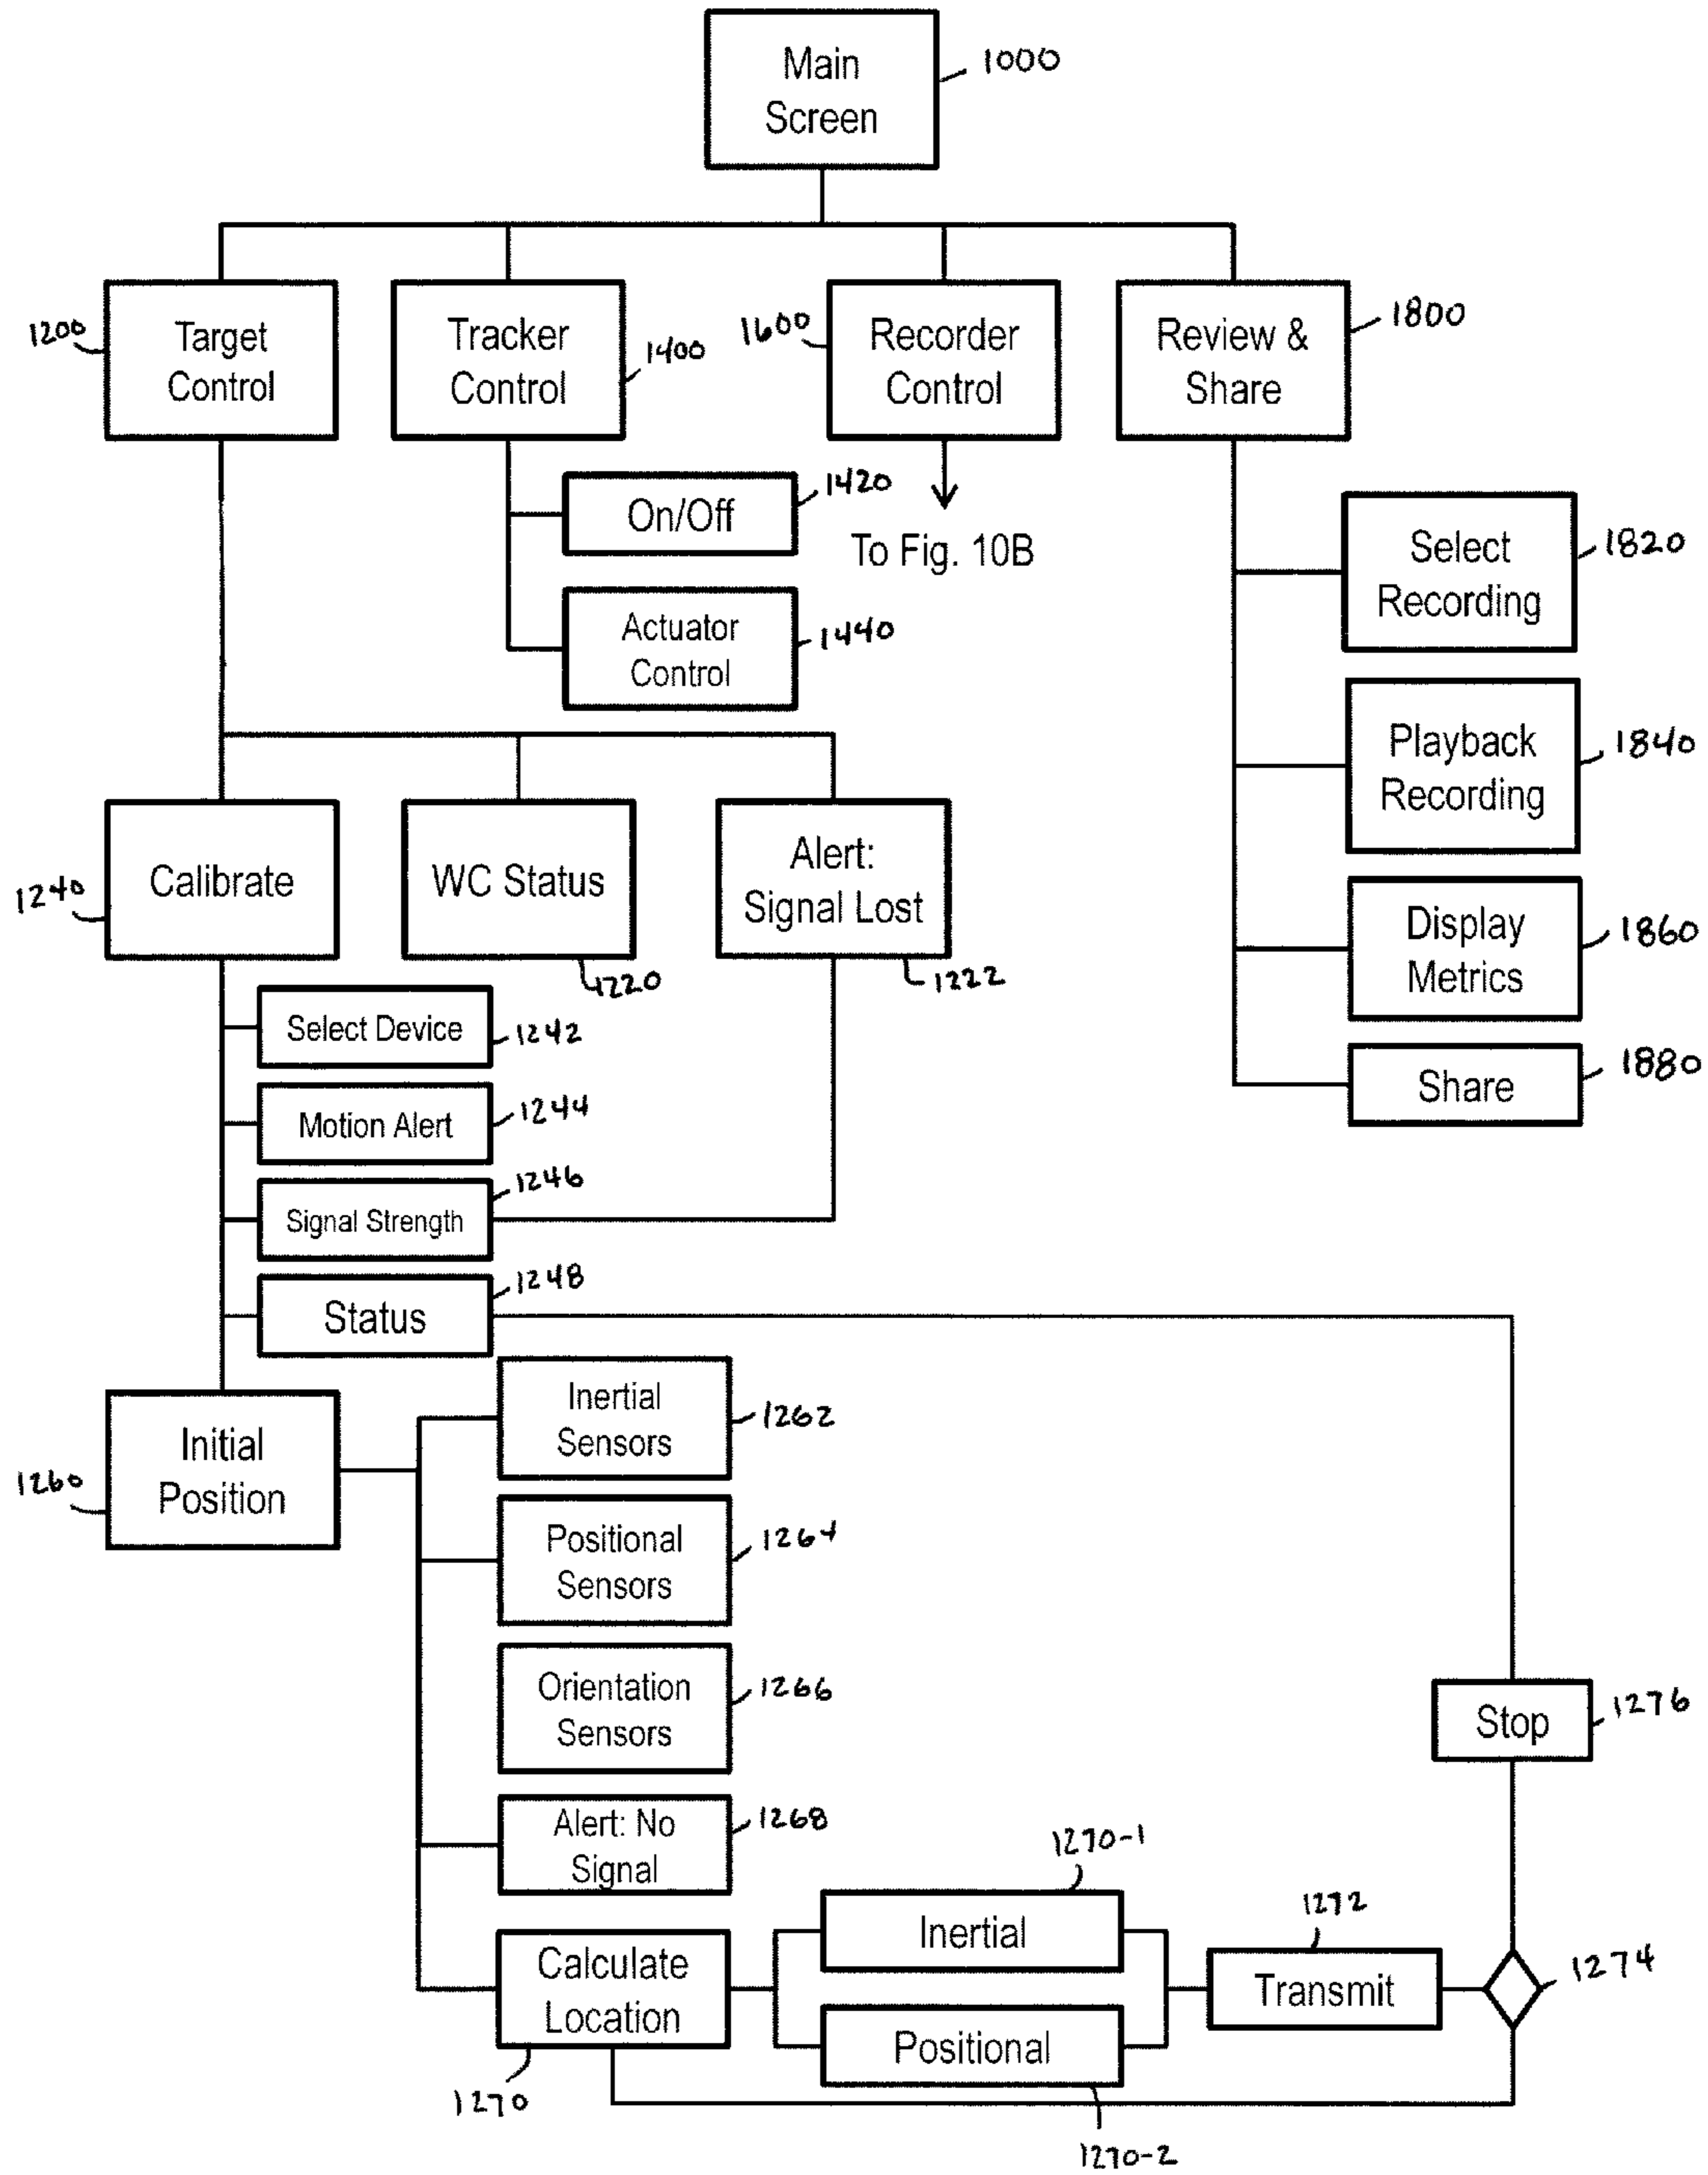 Main
Screen
1000
1200
Target
Control
Tracker
Control
1400
1600
Recorder
Control
Review &
Share
1800
On/Off
1420
To Fig. 10B
Actuator
Control
1440
Select
Recording
1820
Playback
Recording
1840
1240
Calibrate
WC Status
1220
Alert:
Signal Lost
1222
Display
Metrics
1860
Select Device
1242
Share
1880
Motion Alert
1244
Signal Strength
1246
Status
1248
1260
Initial
Position
Inertial
Sensors
1262
Positional
Sensors
1264
Orientation
Sensors
1266
Stop
1276
Alert: No
Signal
1268
Calculate
Location
1270
Inertial
1270-1
Positional
1270-2
Transmit
1272
1274